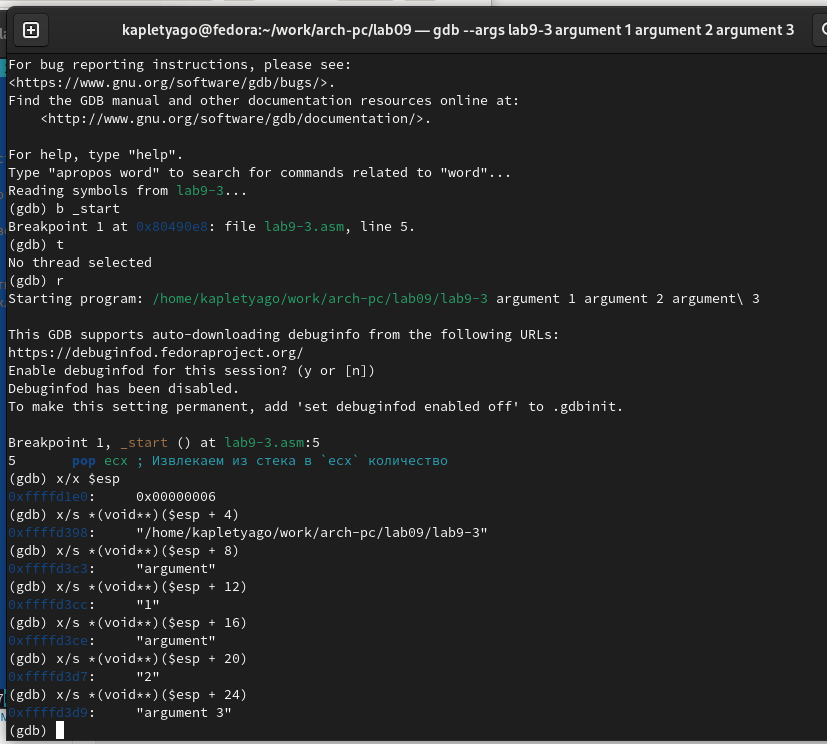 kapletyago@fedora:~/work/arch-pc/lab09 — gdb --args lab9-3 argument 1 argument 2 argument 3
For bug reporting instructions, please see:
<https://www.gnu.org/software/gdb/bugs/>.
Find the GDB manual and other documentation resources online at:
    <http://www.gnu.org/software/gdb/documentation/>.
For help, type "help".
Type "apropos word" to search for commands related to "word"...
Reading symbols from lab9-3...
(gdb) b _start
Breakpoint 1 at 0x80490e8: file lab9-3.asm, line 5.
(gdb) t
No thread selected
(gdb) r
Starting program: /home/kapletyago/work/arch-pc/lab09/lab9-3 argument 1 argument 2 argument\ 3
This GDB supports auto-downloading debuginfo from the following URLs:
https://debuginfod.fedoraproject.org/
Enable debuginfod for this session? (y or [n])
Debuginfod has been disabled.
To make this setting permanent, add 'set debuginfod enabled off' to .gdbinit.
Breakpoint 1, _start () at lab9-3.asm:5
5       pop ecx ; Извлекаем из стека в `ecx` количество
(gdb) x/x $esp
0xffffd1e0:     0x00000006
(gdb) x/s *(void**)($esp + 4)
0xffffd398:     "/home/kapletyago/work/arch-pc/lab09/lab9-3"
(gdb) x/s *(void**)($esp + 8)
0xffffd3c3:     "argument"
(gdb) x/s *(void**)($esp + 12)
0xffffd3cc:     "1"
(gdb) x/s *(void**)($esp + 16)
0xffffd3ce:     "argument"
(gdb) x/s *(void**)($esp + 20)
0xffffd3d7:     "2"
(gdb) x/s *(void**)($esp + 24)
0xffffd3d9:     "argument 3"
(gdb)